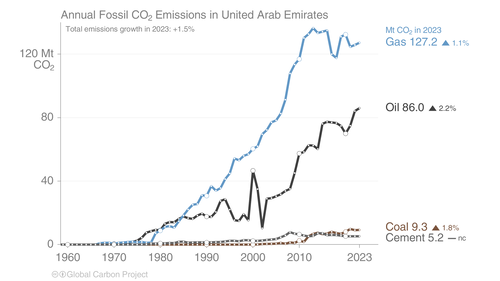 Annual Fossil CO₂ Emissions in United Arab Emirates
Total emissions growth in 2023: +1.5%
Mt CO₂ in 2023
Gas 127.2 ▲ 1.1%
120 Mt
CO₂
Oil 86.0 ▲ 2.2%
80
40
Coal 9.3 ▲ 1.8%
Cement 5.2 — nc
0
1960 1970 1980 1990 2000 2010 2023
Global Carbon Project